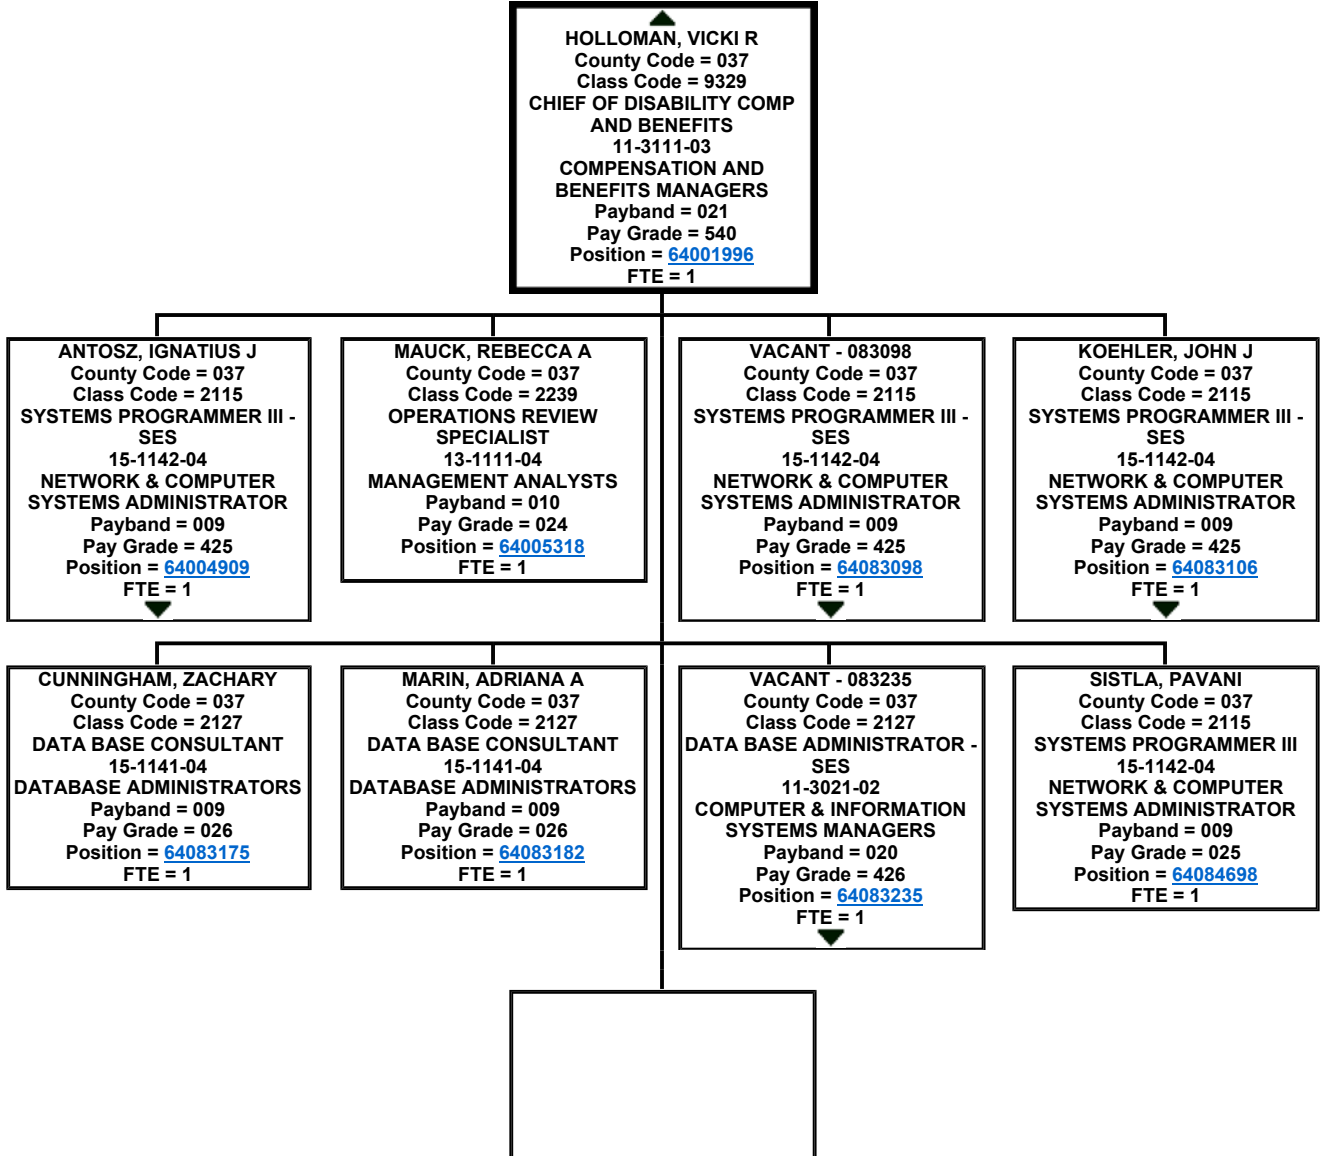 HOLLOMAN, VICKI R
County Code = 037
Class Code = 9329
CHIEF OF DISABILITY COMP
AND BENEFITS
11-3111-03
COMPENSATION AND
BENEFITS MANAGERS
Payband = 021
Pay Grade = 540
Position = 64001996
FTE = 1
ANTOSZ, IGNATIUS J
County Code = 037
Class Code = 2115
SYSTEMS PROGRAMMER III -
SES
15-1142-04
NETWORK & COMPUTER
SYSTEMS ADMINISTRATOR
Payband = 009
Pay Grade = 425
Position = 64004909
FTE = 1
MAUCK, REBECCA A
County Code = 037
Class Code = 2239
OPERATIONS REVIEW
SPECIALIST
13-1111-04
MANAGEMENT ANALYSTS
Payband = 010
Pay Grade = 024
Position = 64005318
FTE = 1
VACANT - 083098
County Code = 037
Class Code = 2115
SYSTEMS PROGRAMMER III -
SES
15-1142-04
NETWORK & COMPUTER
SYSTEMS ADMINISTRATOR
Payband = 009
Pay Grade = 425
Position = 64083098
FTE = 1
KOEHLER, JOHN J
County Code = 037
Class Code = 2115
SYSTEMS PROGRAMMER III -
SES
15-1142-04
NETWORK & COMPUTER
SYSTEMS ADMINISTRATOR
Payband = 009
Pay Grade = 425
Position = 64083106
FTE = 1
CUNNINGHAM, ZACHARY
County Code = 037
Class Code = 2127
DATA BASE CONSULTANT
15-1141-04
DATABASE ADMINISTRATORS
Payband = 009
Pay Grade = 026
Position = 64083175
FTE = 1
MARIN, ADRIANA A
County Code = 037
Class Code = 2127
DATA BASE CONSULTANT
15-1141-04
DATABASE ADMINISTRATORS
Payband = 009
Pay Grade = 026
Position = 64083182
FTE = 1
VACANT - 083235
County Code = 037
Class Code = 2127
DATA BASE ADMINISTRATOR -
SES
11-3021-02
COMPUTER & INFORMATION
SYSTEMS MANAGERS
Payband = 020
Pay Grade = 426
Position = 64083235
FTE = 1
SISTLA, PAVANI
County Code = 037
Class Code = 2115
SYSTEMS PROGRAMMER III
15-1142-04
NETWORK & COMPUTER
SYSTEMS ADMINISTRATOR
Payband = 009
Pay Grade = 025
Position = 64084698
FTE = 1